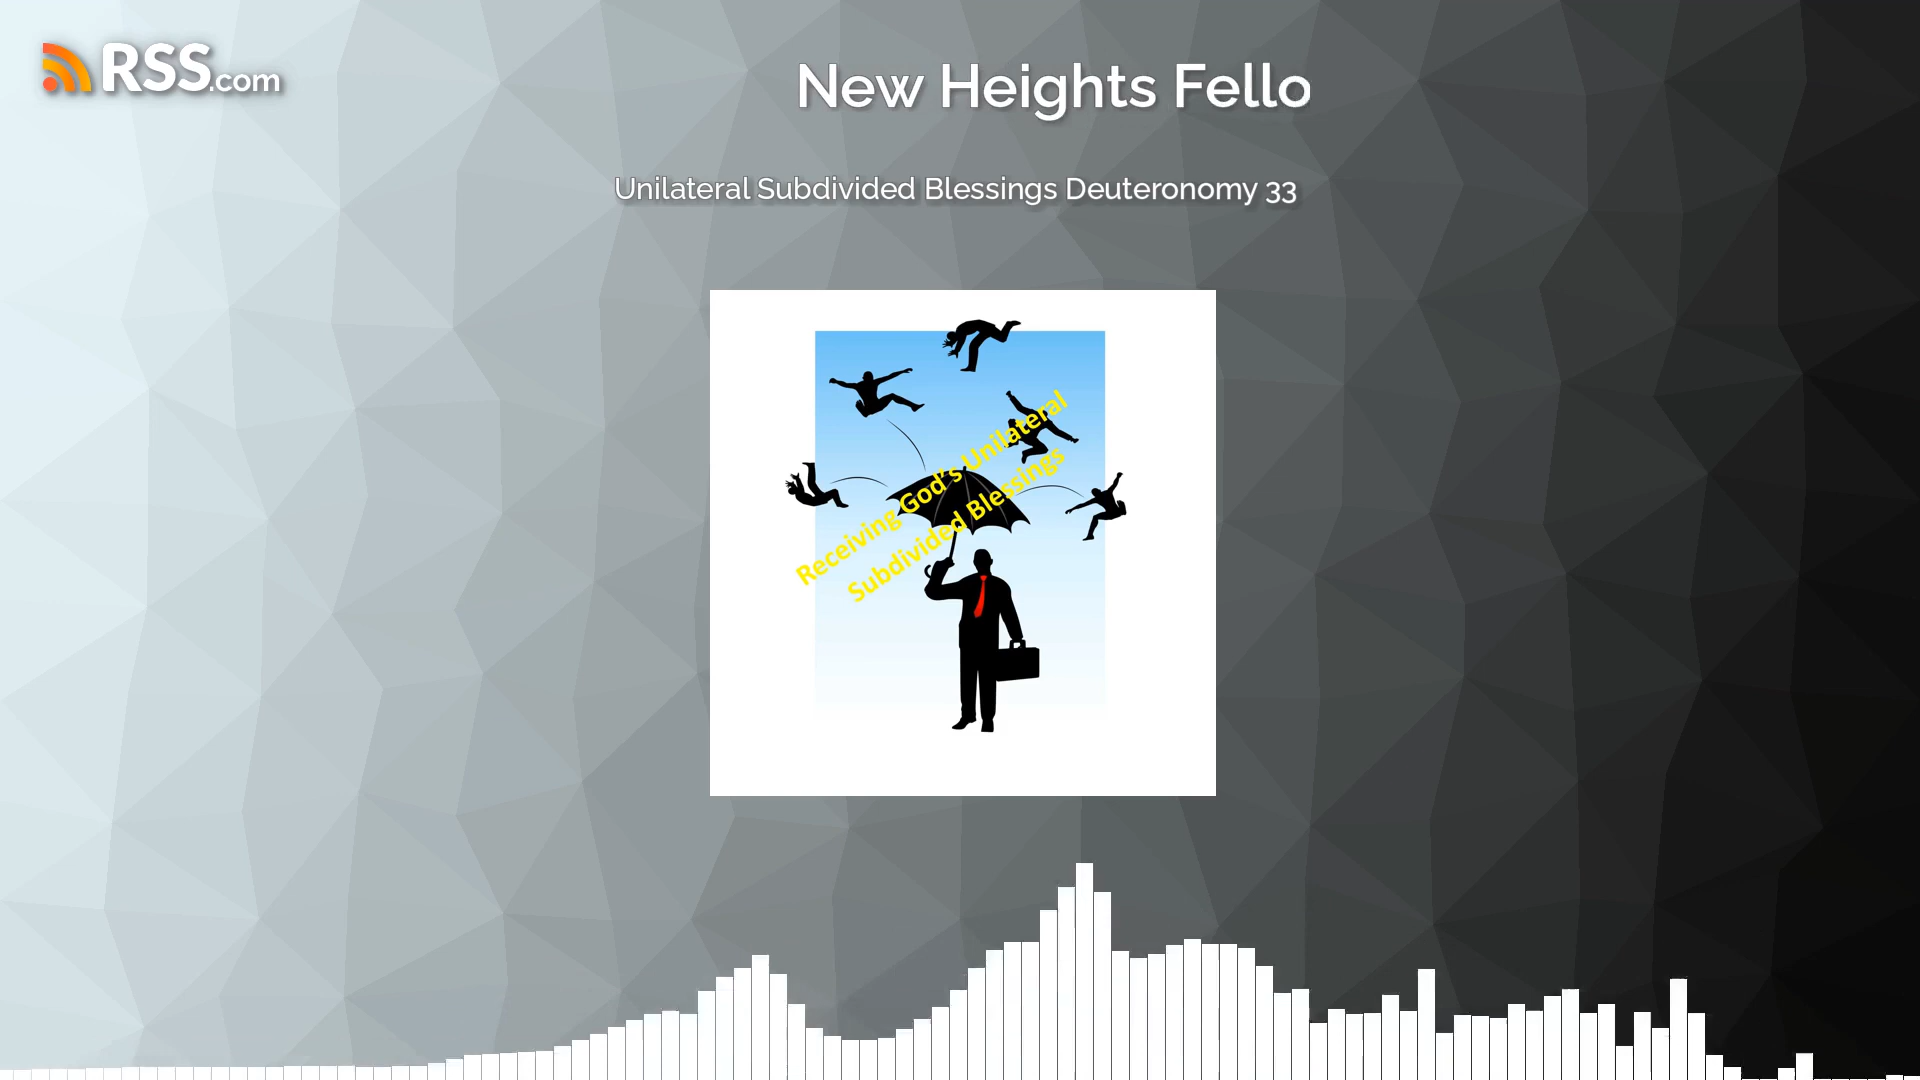 RSS.com
New Heights Fello
Unilateral Subdivided Blessings Deuteronomy 33
Receiving God's Unilateral
Subdivided Blessings